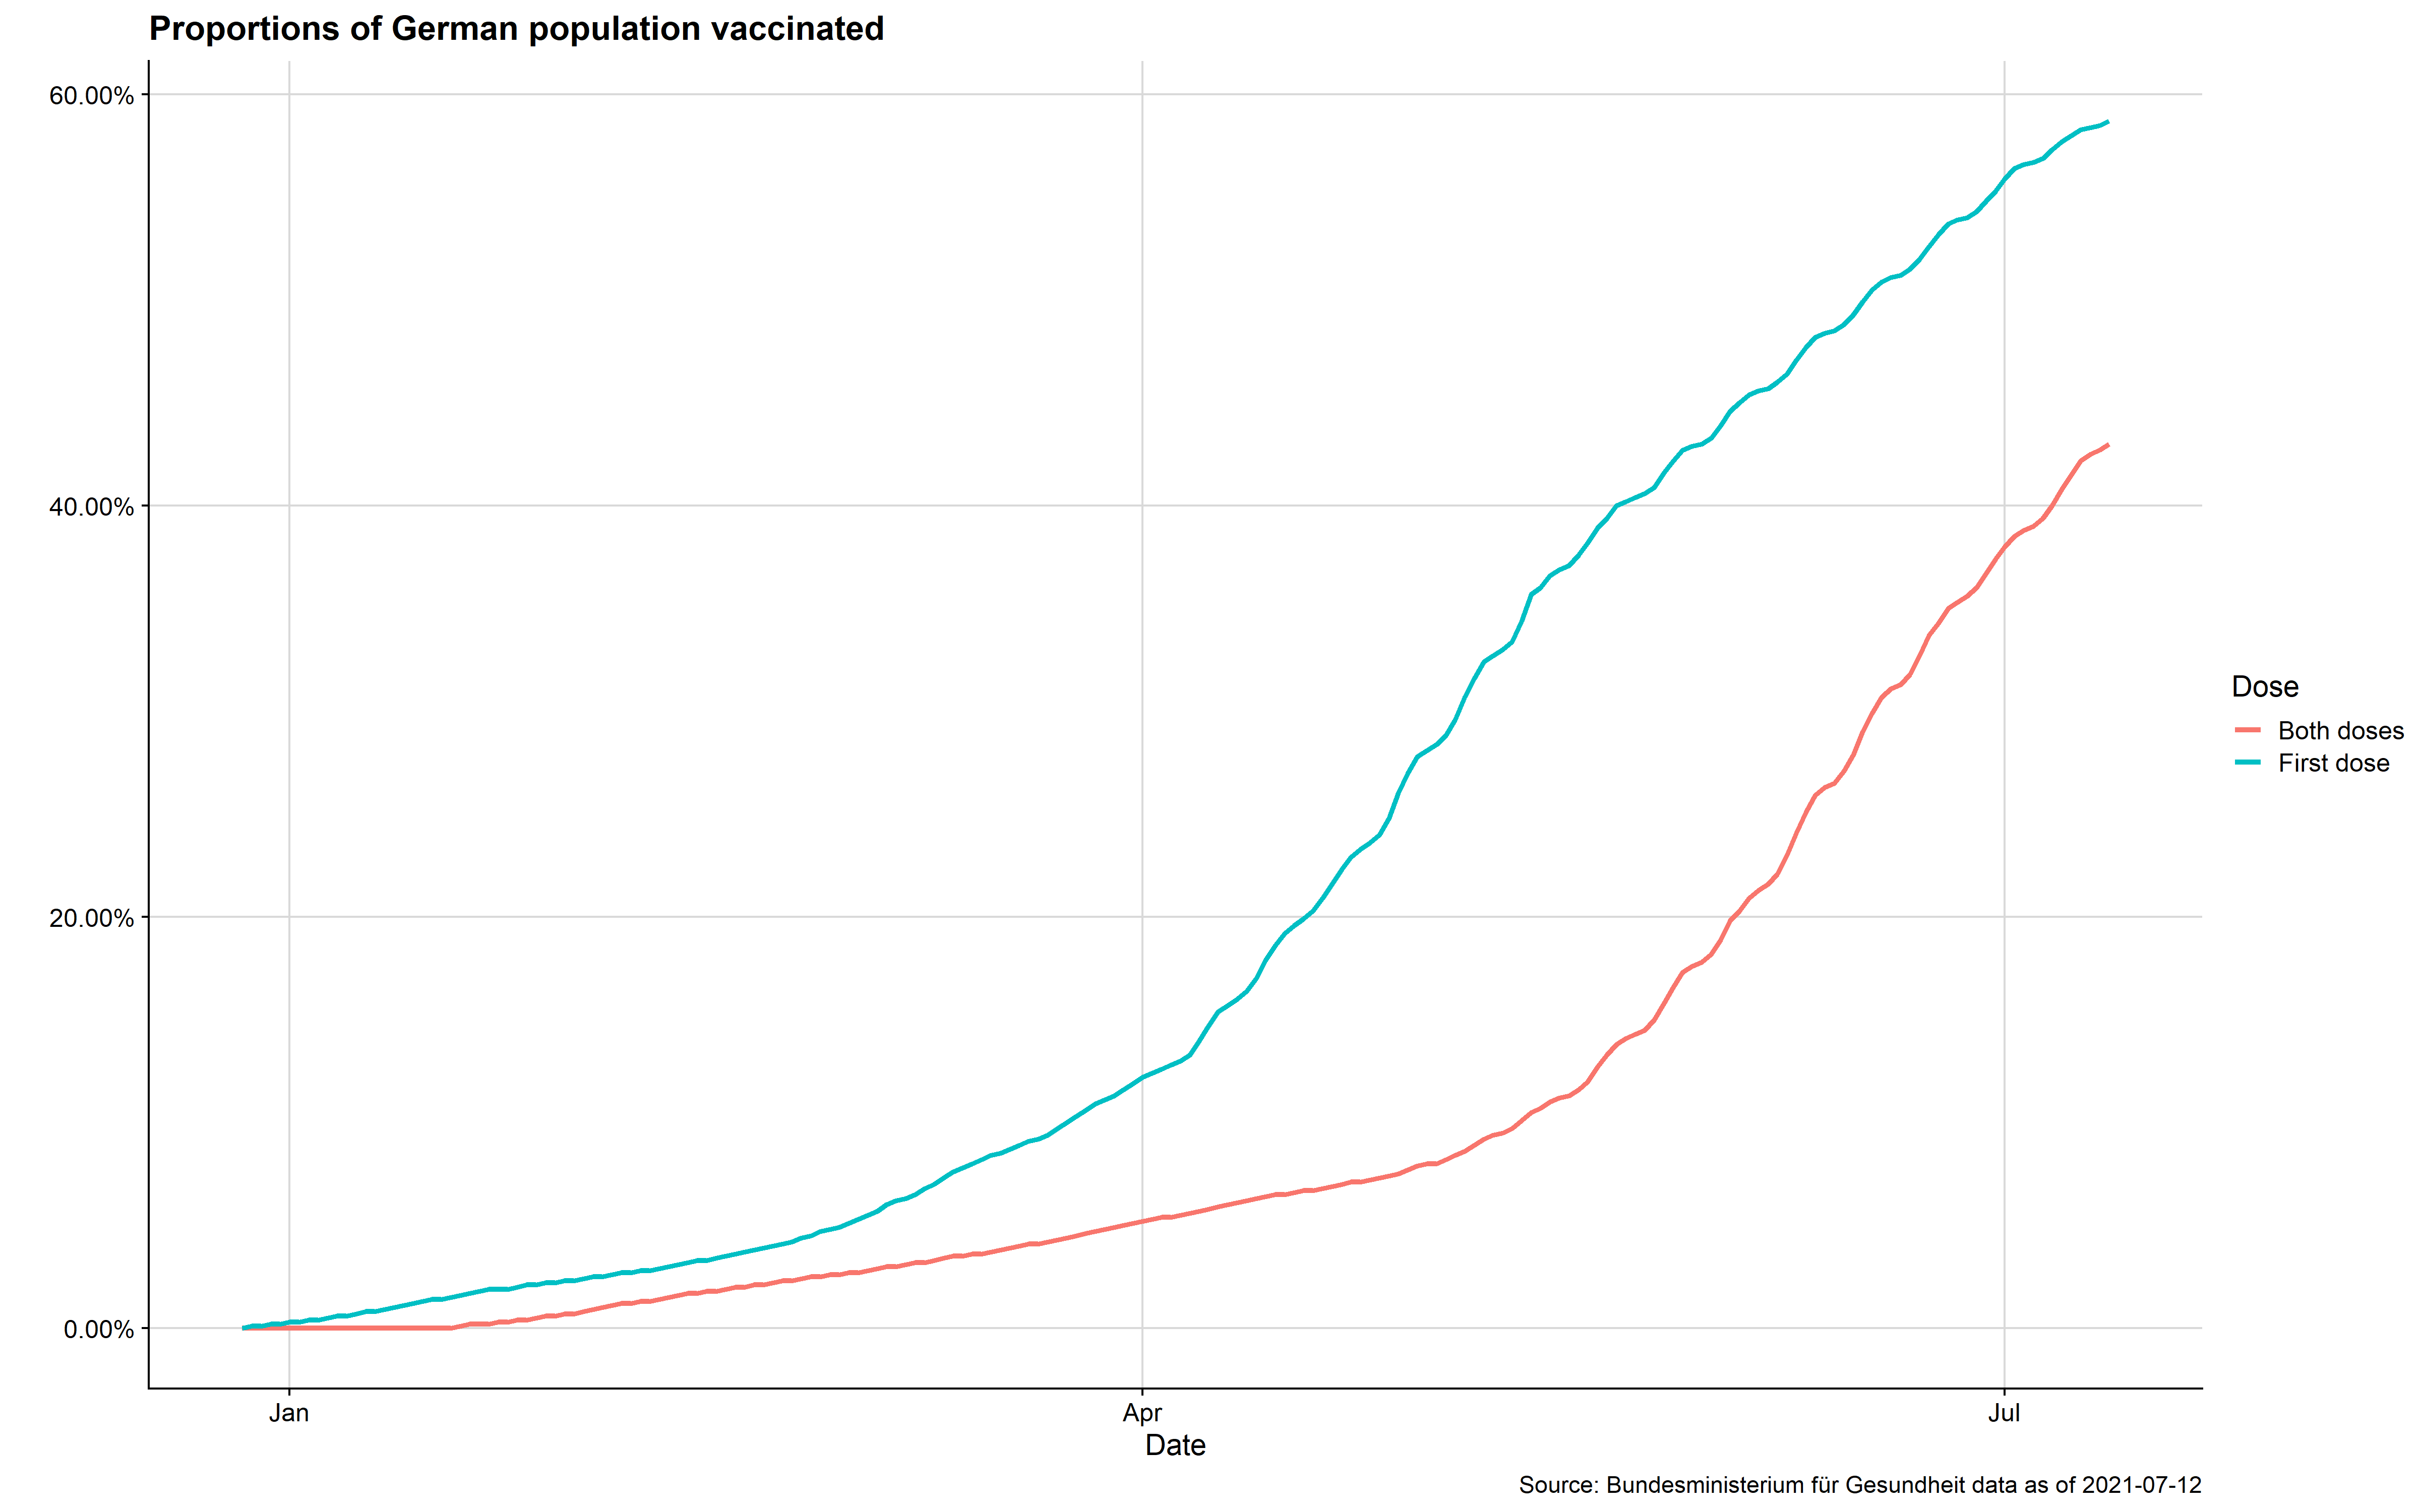 Proportions of German population vaccinated
60.00%
40.00%
20.00%
0.00%
Jan
Apr
Jul
Date
Dose
Both doses
First dose
Source: Bundesministerium für Gesundheit data as of 2021-07-12